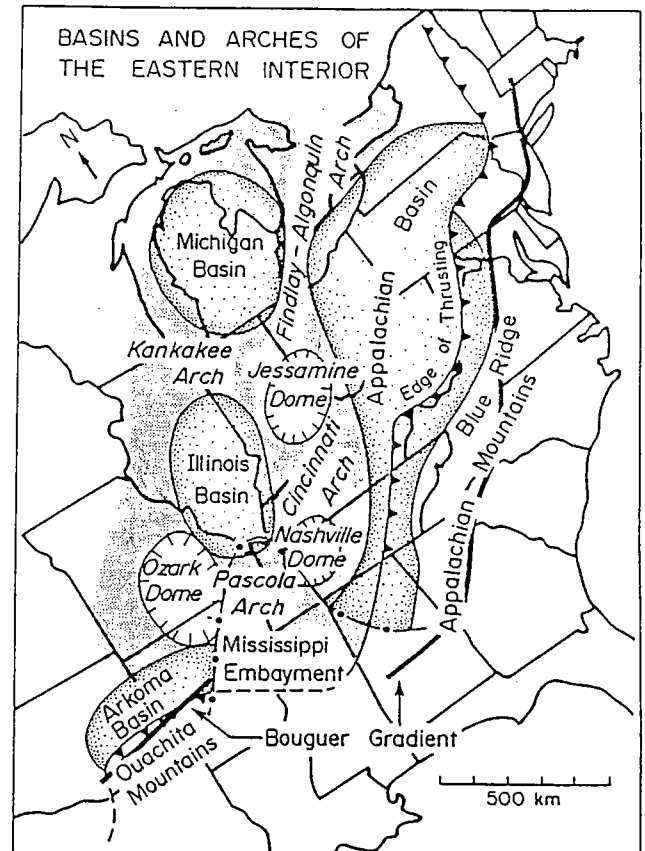 BASINS AND ARCHES OF
THE EASTERN INTERIOR
N
Michigan
Basin
Findlay - Algonquin
Arch
Appalachian
Basin
Edge of Thrusting
Kankakee
Arch
Jessamine
Dome
Blue Ridge
Appalachian - Mountains
Illinois
Basin
Cincinnati
Arch
Nashville
Dome
Ozark
Dome
Pascola
Arch
Mississippi
Embayment
Arkoma
Basin
Ouachita
Mountains
Bouguer Gradient
500 km